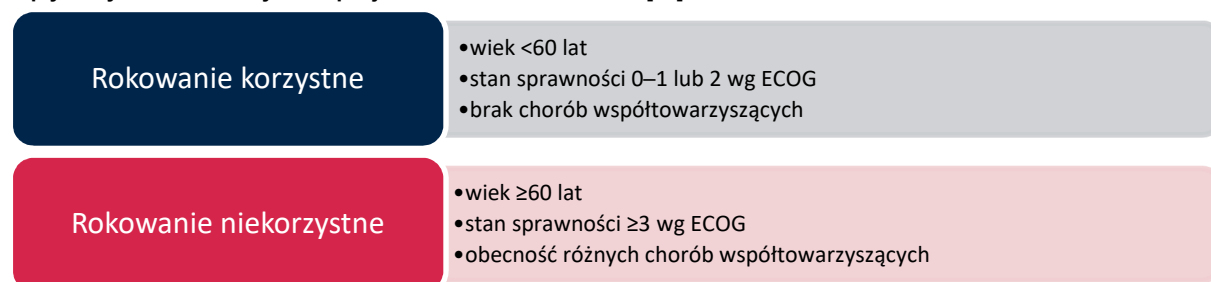 Rokowanie korzystne
•wiek <60 lat
•stan sprawności 0–1 lub 2 wg ECOG
•brak chorób współtowarzyszących
Rokowanie niekorzystne
•wiek ≥60 lat
•stan sprawności ≥3 wg ECOG
•obecność różnych chorób współtowarzyszących